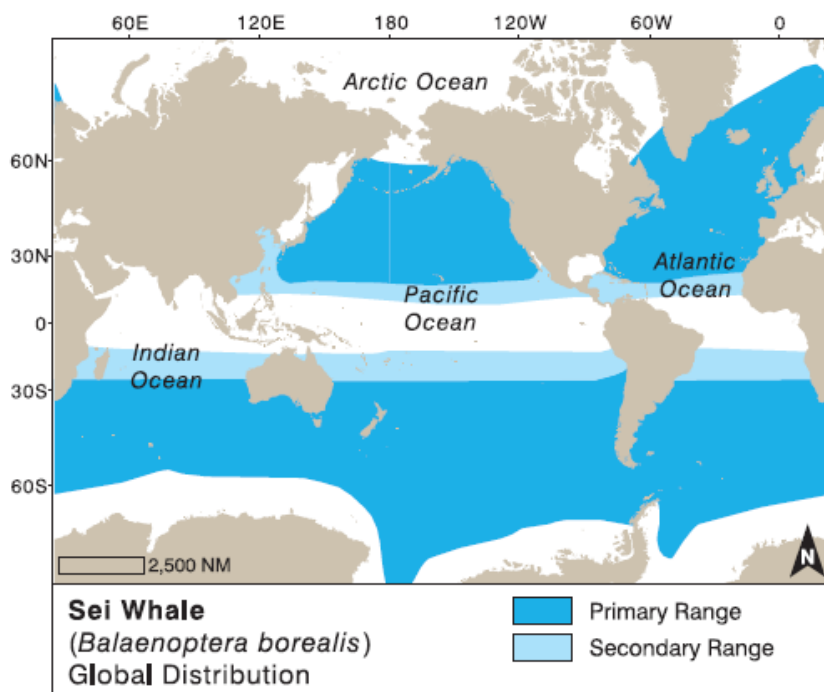 60E 120E 180 120W 60W 0
Arctic Ocean
60N
30N
Atlantic
Ocean
Pacific
Ocean
0
Indian
Ocean
30S
60S
2,500 NM
N
Sei Whale
(Balaenoptera borealis)
Global Distribution
Primary Range
Secondary Range